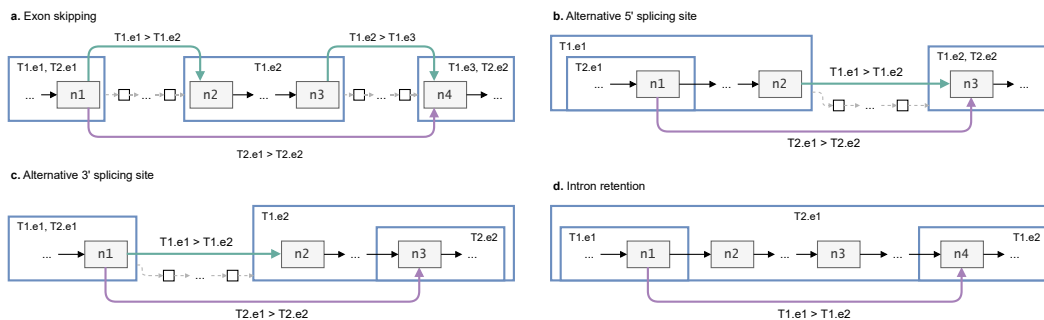 a. Exon skipping
T1.e1 > T1.e2
T1.e2 > T1.e3
T1.e1, T2.e1
T1.e2
T1.e3, T2.e2
... n1 ... n2 ... n3 ... n4 ...
T2.e1 > T2.e2
b. Alternative 5' splicing site
T1.e1
T2.e1
T1.e1 > T1.e2
T1.e2, T2.e2
... n1 ... n2 n3 ...
...
T2.e1 > T2.e2
c. Alternative 3' splicing site
T1.e1, T2.e1
T1.e1 > T1.e2
T1.e2
T2.e2
... n1 n2 ... n3 ...
...
T2.e1 > T2.e2
d. Intron retention
T2.e1
T1.e1
T1.e2
... n1 n2 ... n3 ... n4 ...
T1.e1 > T1.e2